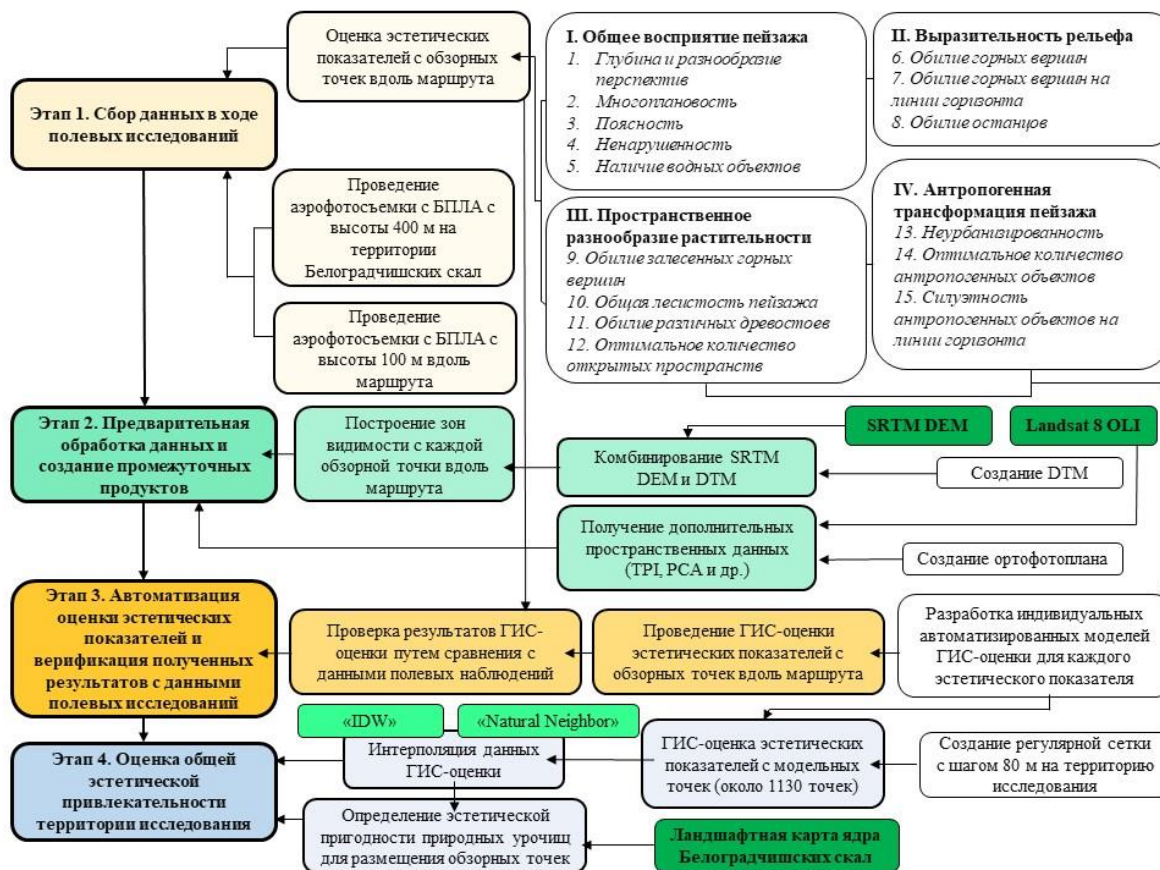 Этап 1. Сбор данных в ходе
полевых исследований
Оценка эстетических
показателей с обзорных
точек вдоль маршрута
Проведение
аэрофотосъемки с БПЛА с
высоты 400 м на
территории
Белоградчишских скал
Проведение
аэрофотосъемки с БПЛА с
высоты 100 м вдоль
маршрута
I. Общее восприятие пейзажа
1. Глубина и разнообразие
перспектив
2. Многоплановость
3. Поясность
4. Ненарушенность
5. Наличие водных объектов
II. Выразительность рельефа
6. Обилие горных вершин
7. Обилие горных вершин на
линии горизонта
8. Обилие останцов
III. Пространственное
разнообразие растительности
9. Обилие залесенных горных
вершин
10. Общая лесистость пейзажа
11. Обилие различных древостоев
12. Оптимальное количество
открытых пространств
IV. Антропогенная
трансформация пейзажа
13. Неурбанизированность
14. Оптимальное количество
антропогенных объектов
15. Силуэтность
антропогенных объектов на
линии горизонта
Этап 2. Предварительная
обработка данных и
создание промежуточных
продуктов
Построение зон
видимости с каждой
обзорной точки вдоль
маршрута
Комбинирование SRTM
DEM и DTM
SRTM DEM
Landsat 8 OLI
Создание DTM
Получение дополнительных
пространственных данных
(TPI, PCA и др.)
Создание ортофотоплана
Этап 3. Автоматизация
оценки эстетических
показателей и
верификация полученных
результатов с данными
полевых исследований
Проверка результатов ГИС-
оценки путем сравнения с
данными полевых наблюдений
Проведение ГИС-оценки
эстетических показателей с
обзорных точек вдоль маршрута
Разработка индивидуальных
автоматизированных моделей
ГИС-оценки для каждого
эстетического показателя
Этап 4. Оценка общей
эстетической
привлекательности
территории исследования
«IDW»
«Natural Neighbor»
Интерполяция данных
ГИС-оценки
ГИС-оценка эстетических
показателей с модельных
точек (около 1130 точек)
Создание регулярной сетки
с шагом 80 м на территорию
исследования
Определение эстетической
пригодности природных урочищ
для размещения обзорных точек
Ландшафтная карта ядра
Белоградчишских скал